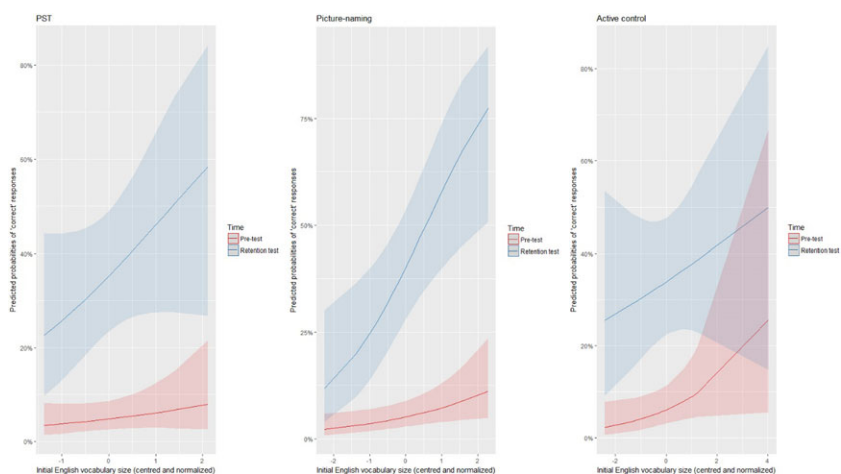 PST
Predicted probabilities of 'correct' responses
80%
60%
40%
20%
0%
-1
0
1
2
Initial English vocabulary size (centred and normalized)
Time
Pre-test
Retention test
Picture-naming
Predicted probabilities of 'correct' responses
75%
50%
25%
0%
-2
-1
0
1
2
Initial English vocabulary size (centred and normalized)
Time
Pre-test
Retention test
Active control
Predicted probabilities of 'correct' responses
80%
60%
40%
20%
0%
-2
0
2
4
Initial English vocabulary size (centred and normalized)
Time
Pre-test
Retention test